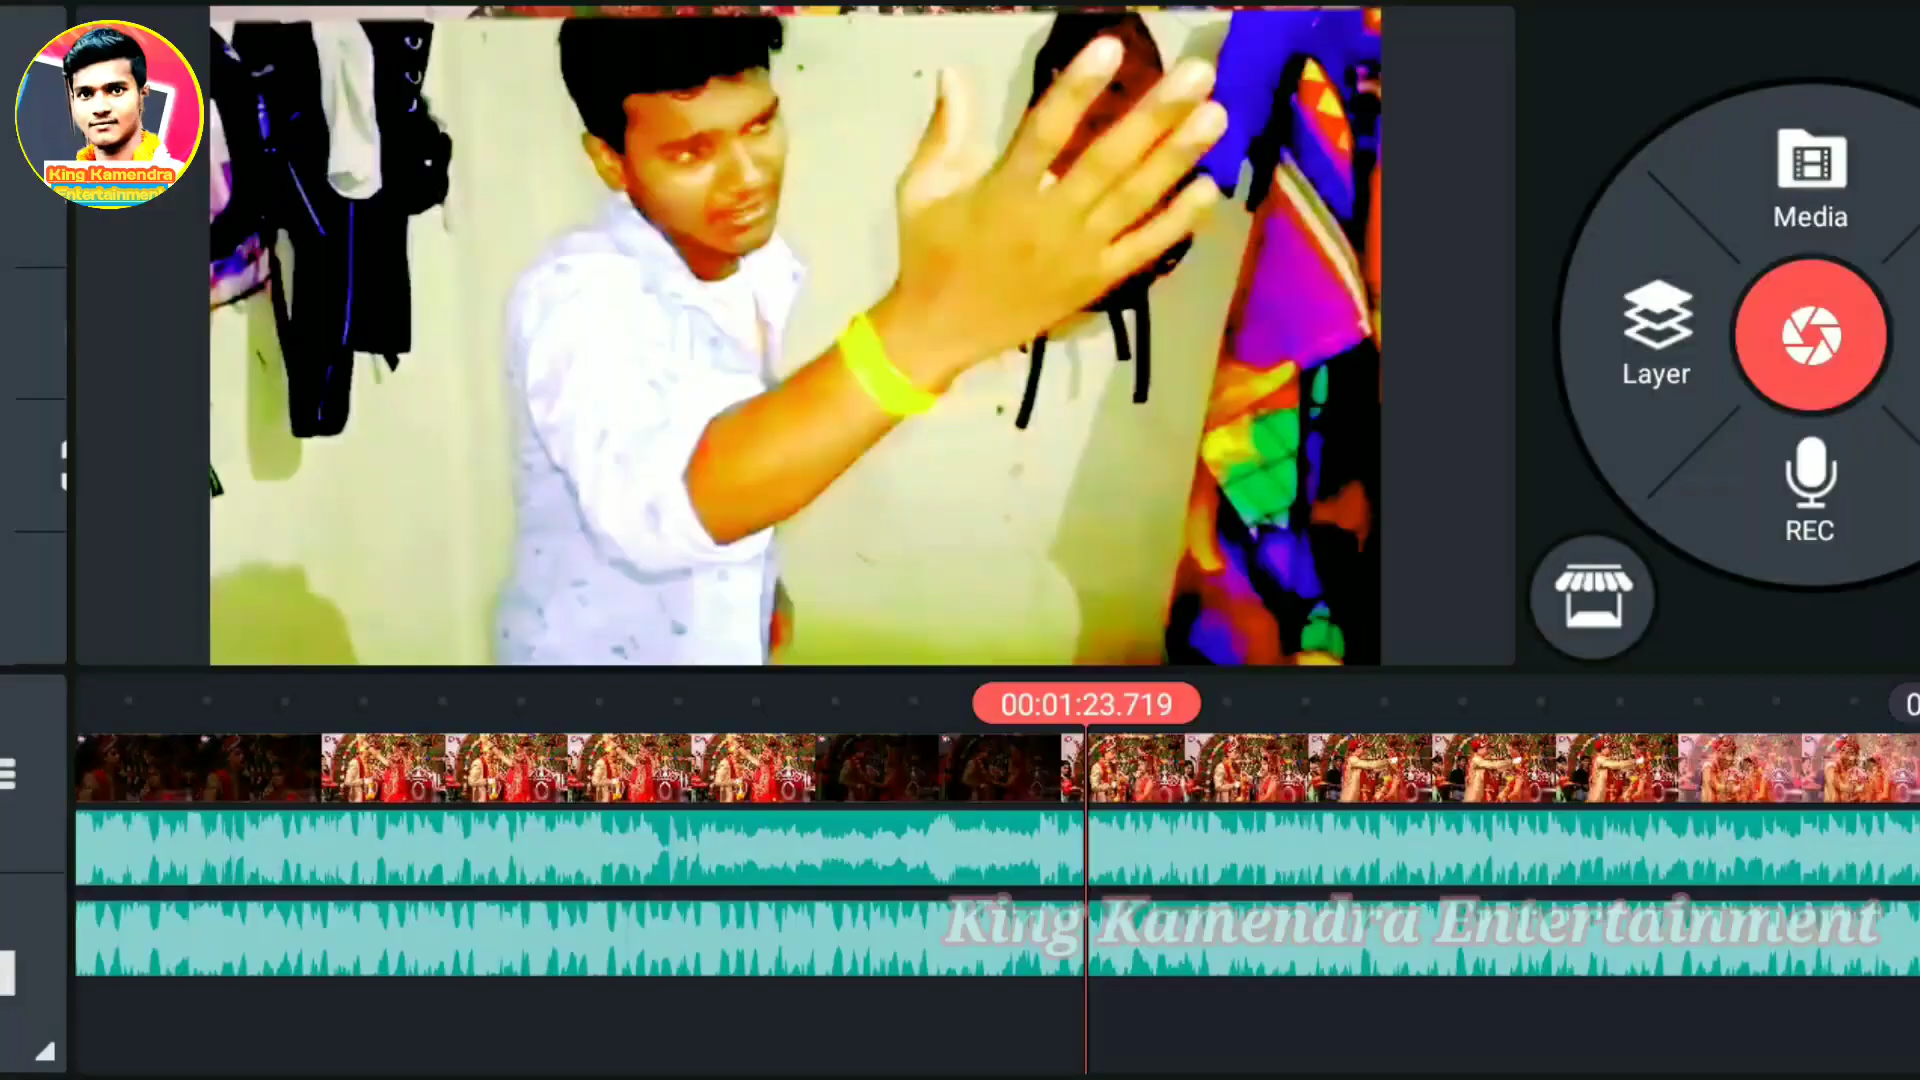 King Kamendra
Entertainment
Media
Layer
REC
00:01:23.719
King Kamendra Entertainment